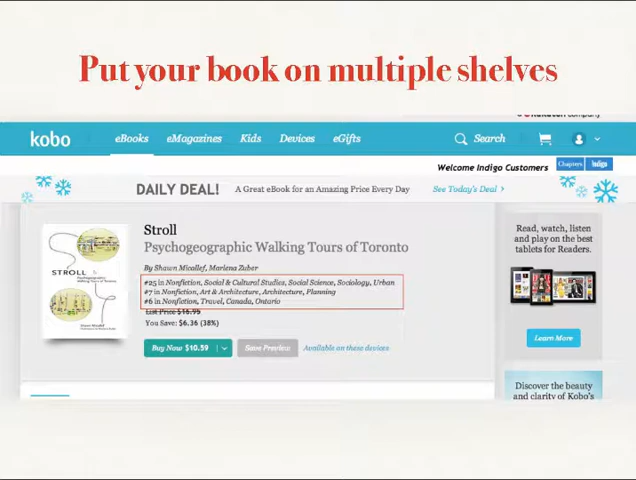 Put your book on multiple shelves
kobo eBooks eMagazines Kids Devices eGifts Search
Welcome Indigo Customers Chapters Indigo
DAILY DEAL! A Great eBook for an Amazing Price Every Day See Today's Deal >
Stroll
Psychogeographic Walking Tours of Toronto
By Shawn Micallef, Marlena Zuber
#25 in Nonfiction, Social & Cultural Studies, Social Science, Sociology, Urban
#7 in Nonfiction, Art & Architecture, Architecture, Planning
#6 in Nonfiction, Travel, Canada, Ontario
List Price $16.95
You Save: $6.36 (38%)
Buy Now $10.59 Save Preview Available on these devices
STROLL
Read, watch, listen
and play on the best
tablets for Readers.
Learn More
Discover the beauty
and clarity of Kobo's